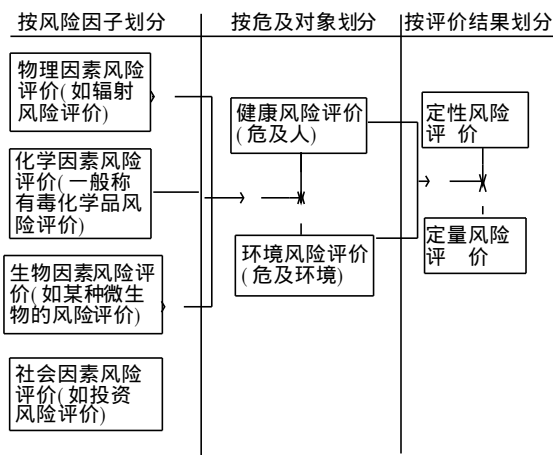 按风险因子划分
按危及对象划分
按评价结果划分
物理因素风险
评价(如辐射
风险评价)
化学因素风险
评价(一般称
有毒化学品风
险评价)
生物因素风险评
价(如某种微生
物的风险评价)
社会因素风险
评价(如投资
风险评价)
健康风险评价
(危及人)
环境风险评价
(危及环境)
定性风险
评 价
定量风险
评 价